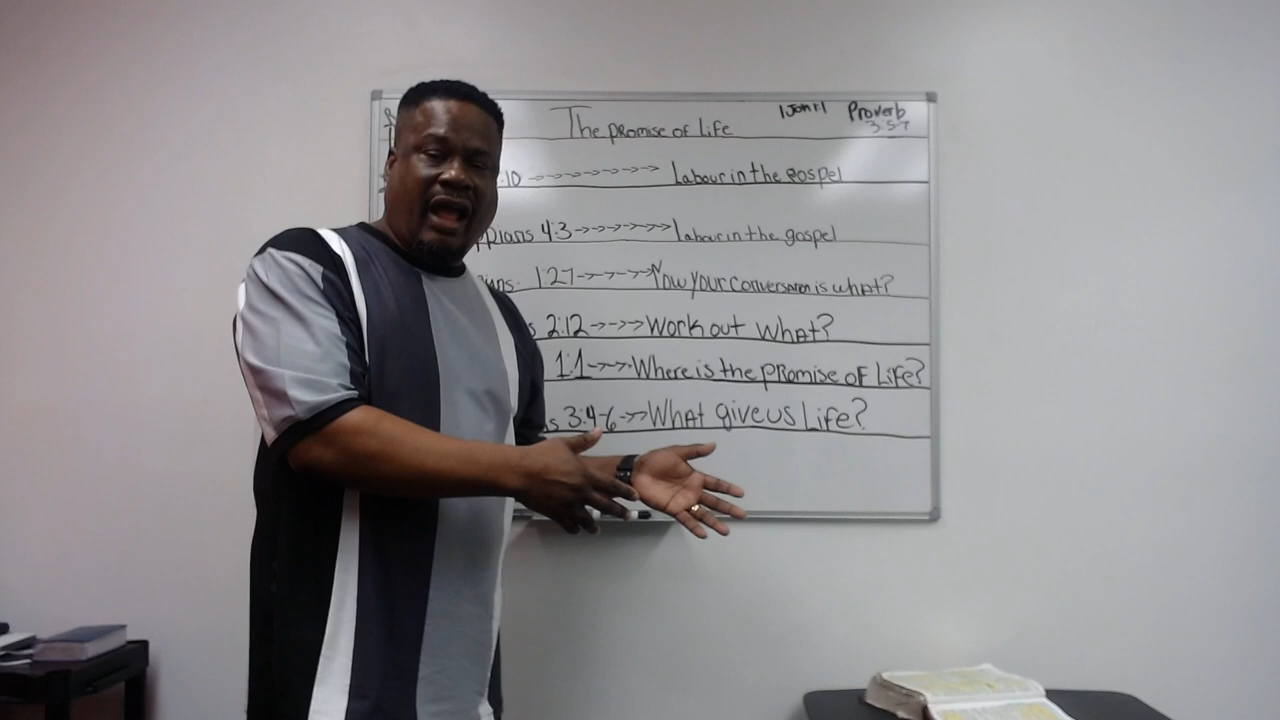 The promise of Life 1John1:1 Proverb
3:5-7
:10 Labour in the gospel
ppians 4:3 labour in the gospel
ians. 1:27 Now your conversation is what?
s 2:12 Work out what?
1:1 Where is the promise of Life?
s 3:4-6 What give us Life?